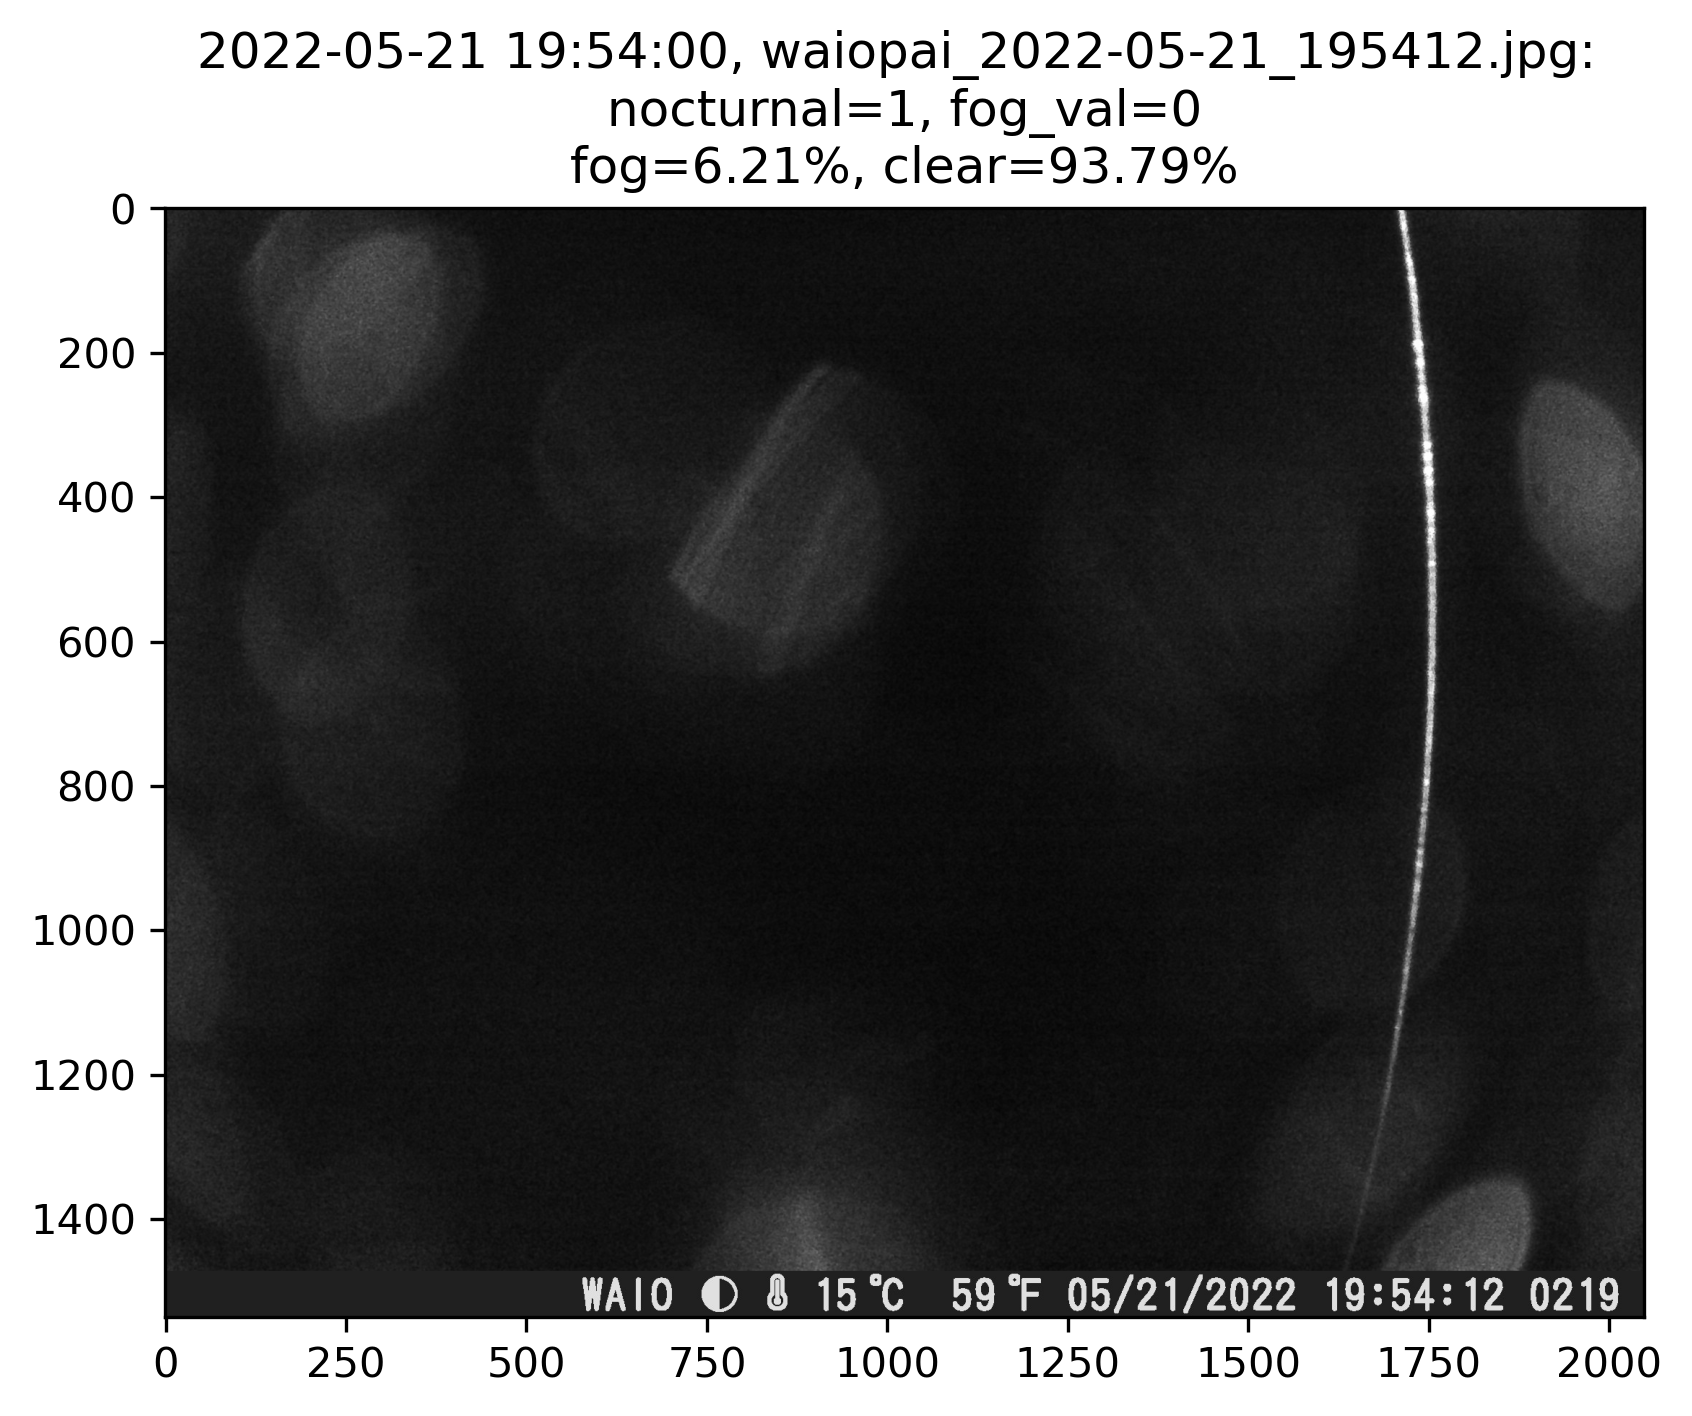 2022-05-21 19:54:00, waiopai_2022-05-21_195412.jpg:
nocturnal=1, fog_val=0
fog=6.21%, clear=93.79%
0
200
400
600
800
1000
1200
1400
WAIO 15°C 59°F 05/21/2022 19:54:12 0219
0 250 500 750 1000 1250 1500 1750 2000